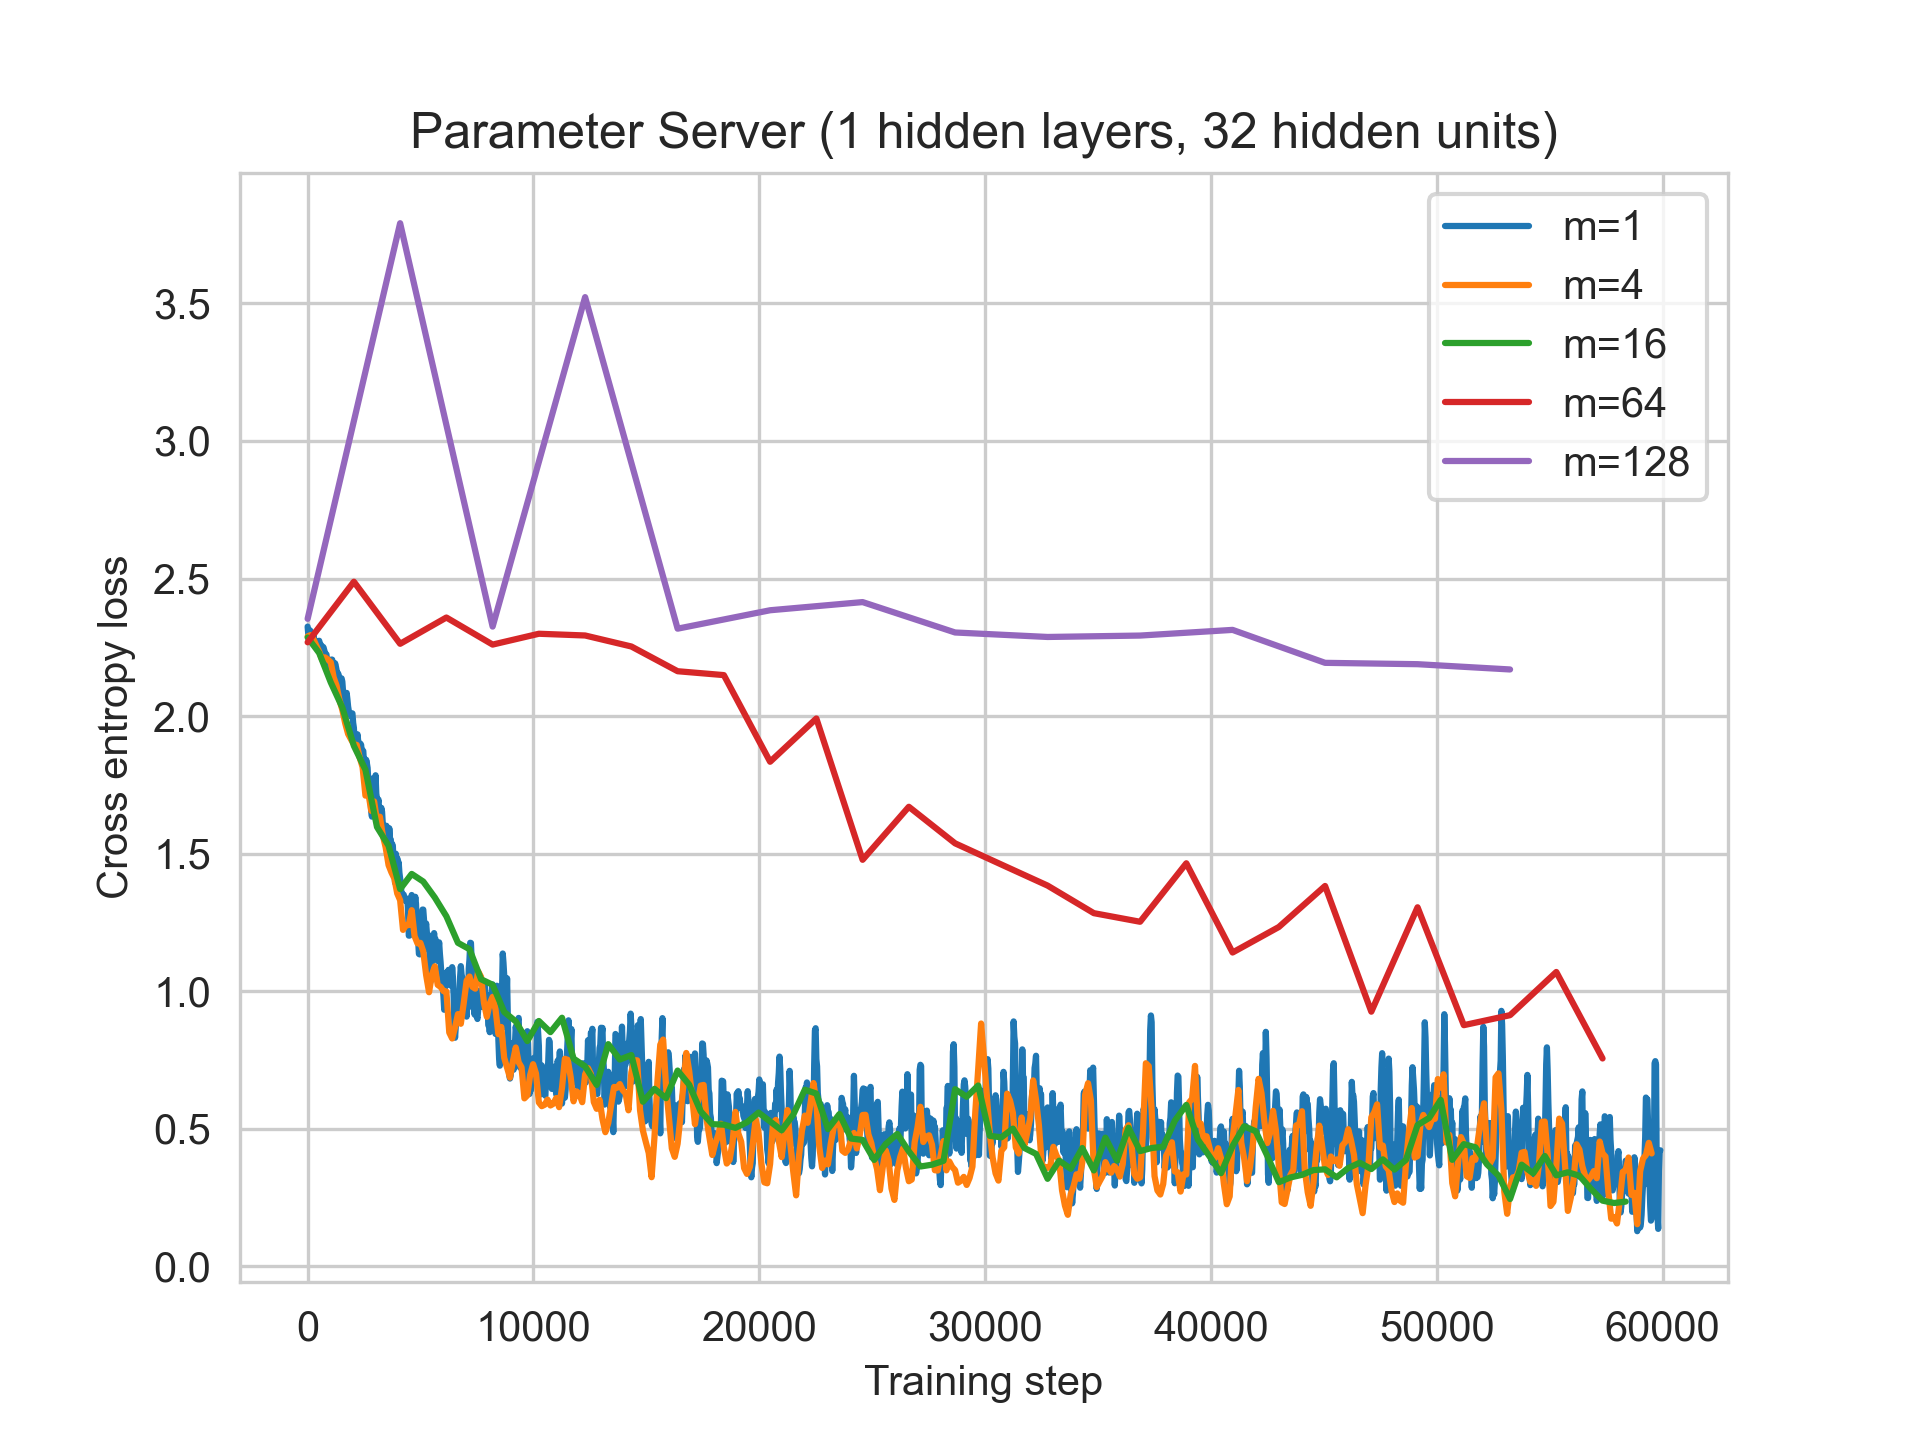 Parameter Server (1 hidden layers, 32 hidden units)
m=1
m=4
m=16
m=64
m=128
3.5
3.0
2.5
2.0
1.5
1.0
0.5
0.0
Cross entropy loss
0 10000 20000 30000 40000 50000 60000
Training step